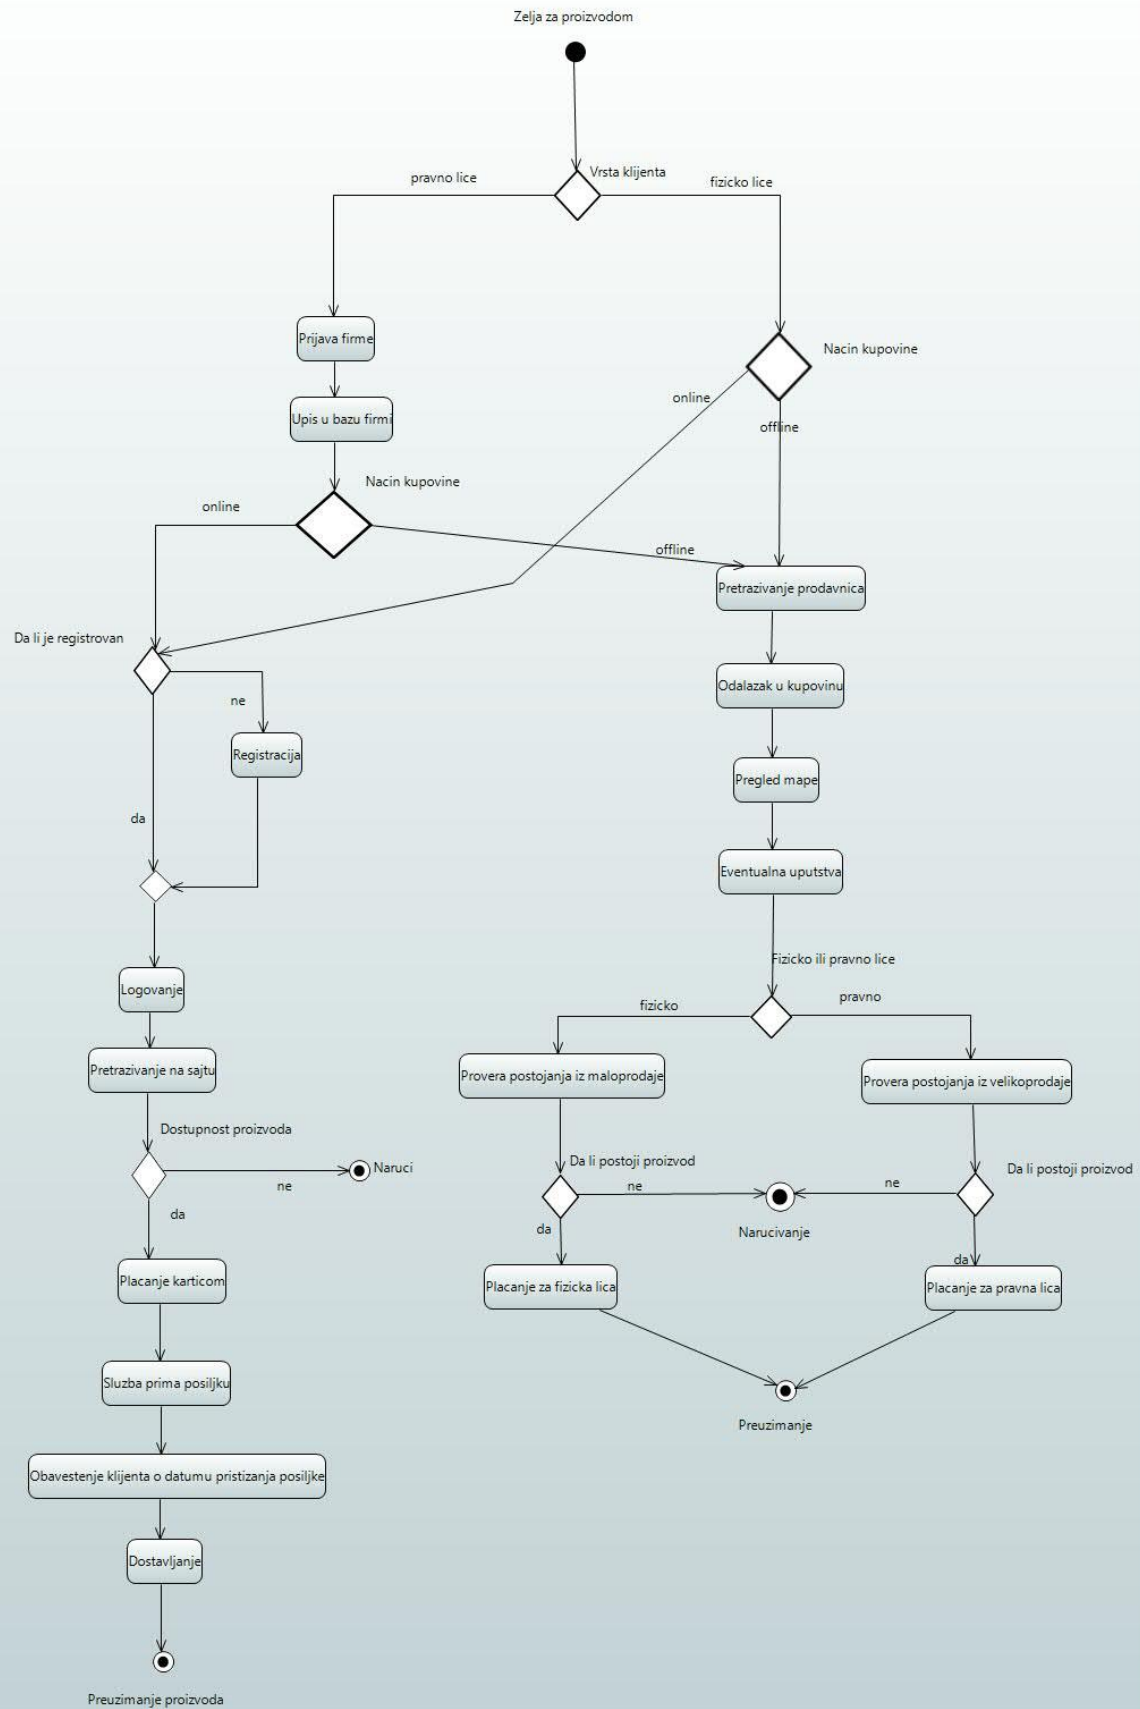 Zelja za proizvodom
Vrsta klijenta
pravno lice
fizicko lice
Prijava firme
Nacin kupovine
online
Upis u bazu firmi
offline
Nacin kupovine
online
offline
Pretrazivanje prodavnica
Da li je registrovan
Odalazak u kupovinu
ne
Registracija
Pregled mape
da
Eventualna uputstva
Fizicko ili pravno lice
Logovanje
fizicko
pravno
Pretrazivanje na sajtu
Provera postojanja iz maloprodaje
Provera postojanja iz velikoprodaje
Dostupnost proizvoda
Naruci
ne
Da li postoji proizvod
Da li postoji proizvod
ne
ne
da
da
Narucivanje
da
Placanje karticom
Placanje za fizicka lica
Placanje za pravna lica
Sluzba prima posiljku
Preuzimanje
Obavestenje klijenta o datumu pristizanja posiljke
Dostavljanje
Preuzimanje proizvoda